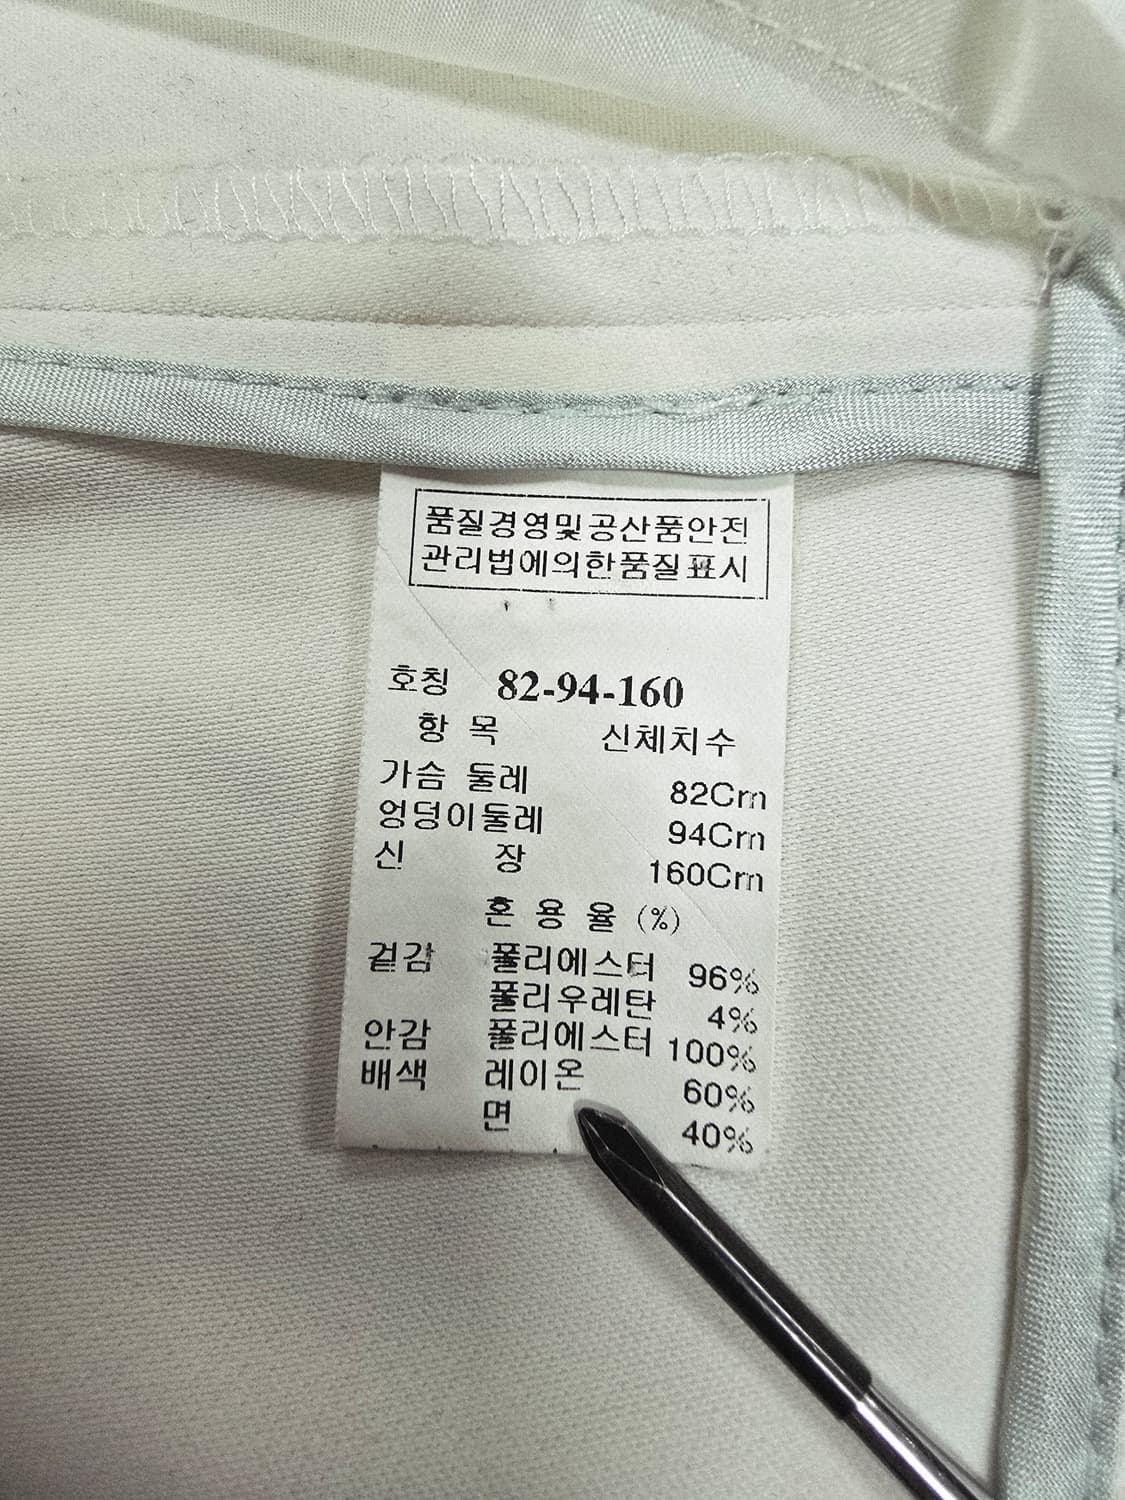 품질경영및공산품안전
관리법에의한품질표시
호칭 82-94-160
항 목 신체치수
가슴 둘레 82Cm
엉덩이둘레 94Cm
신 장 160Cm
혼 용 율 (%)
겉감 폴리에스터 96%
폴리우레탄 4%
안감 폴리에스터 100%
배색 레이온 60%
면 40%